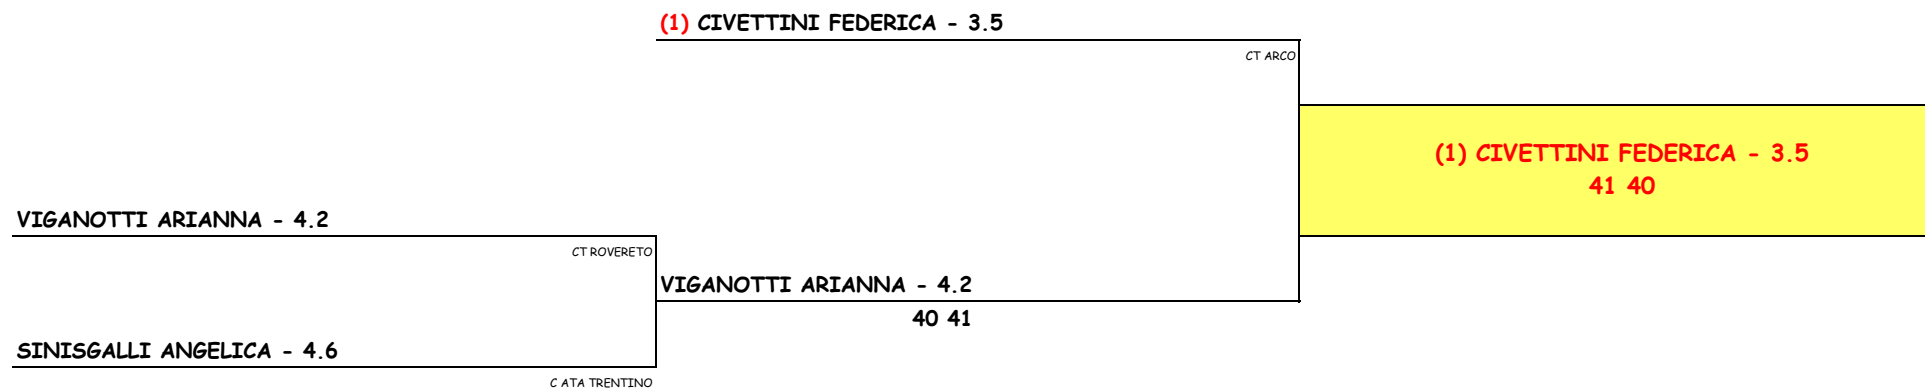 (1) CIVETTINI FEDERICA - 3.5
CT ARCO
(1) CIVETTINI FEDERICA - 3.5
41 40
VIGANOTTI ARIANNA - 4.2
CT ROVERETO
VIGANOTTI ARIANNA - 4.2
40 41
SINISGALLI ANGELICA - 4.6
C ATA TRENTINO